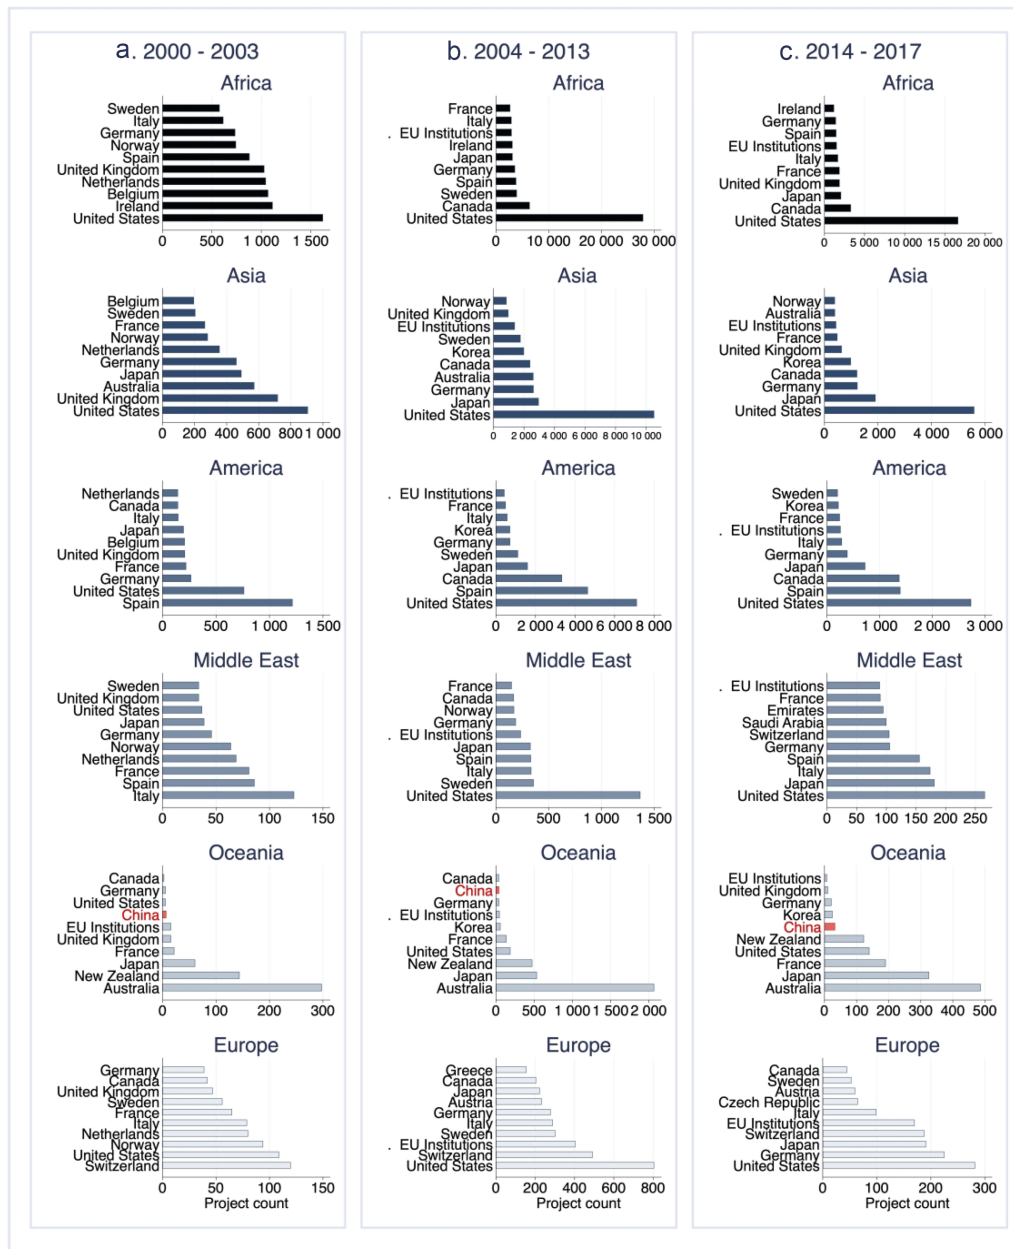 a. 2000 - 2003
Africa
Sweden
Italy
Germany
Norway
Spain
United Kingdom
Netherlands
Belgium
Ireland
United States
0 500 1 000 1 500
Asia
Belgium
Sweden
France
Norway
Netherlands
Germany
Japan
Australia
United Kingdom
United States
0 200 400 600 800 1 000
America
Netherlands
Canada
Italy
Japan
Belgium
United Kingdom
France
Germany
United States
Spain
0 500 1 000 1 500
Middle East
Sweden
United Kingdom
United States
Japan
Germany
Norway
Netherlands
France
Spain
Italy
0 50 100 150
Oceania
Canada
Germany
United States
China
EU Institutions
United Kingdom
France
Japan
New Zealand
Australia
0 100 200 300
Europe
Germany
Canada
United Kingdom
Sweden
France
Italy
Netherlands
Norway
United States
Switzerland
0 50 100 150
Project count
b. 2004 - 2013
Africa
France
Italy
. EU Institutions
Ireland
Japan
Germany
Spain
Sweden
Canada
United States
0 10 000 20 000 30 000
Asia
Norway
United Kingdom
EU Institutions
Sweden
Korea
Canada
Australia
Germany
Japan
United States
0 2 000 4 000 6 000 8 000 10 000
America
. EU Institutions
France
Italy
Korea
Germany
Sweden
Japan
Canada
Spain
United States
0 2 000 4 000 6 000 8 000
Middle East
France
Canada
Norway
Germany
. EU Institutions
Japan
Spain
Italy
Sweden
United States
0 500 1 000 1 500
Oceania
Canada
China
Germany
. EU Institutions
Korea
France
United States
New Zealand
Japan
Australia
0 500 1 000 1 500 2 000
Europe
Greece
Canada
Japan
Austria
Germany
Italy
Sweden
. EU Institutions
Switzerland
United States
0 200 400 600 800
Project count
c. 2014 - 2017
Africa
Ireland
Germany
Spain
EU Institutions
Italy
France
United Kingdom
Japan
Canada
United States
0 5 000 10 000 15 000 20 000
Asia
Norway
Australia
EU Institutions
France
United Kingdom
Korea
Canada
Germany
Japan
United States
0 2 000 4 000 6 000
America
Sweden
Korea
France
. EU Institutions
Italy
Germany
Japan
Canada
Spain
United States
0 1 000 2 000 3 000
Middle East
. EU Institutions
France
Emirates
Saudi Arabia
Switzerland
Germany
Spain
Italy
Japan
United States
0 50 100 150 200 250
Oceania
EU Institutions
United Kingdom
Germany
Korea
China
New Zealand
United States
France
Japan
Australia
0 100 200 300 400 500
Europe
Canada
Sweden
Austria
Czech Republic
Italy
EU Institutions
Switzerland
Japan
Germany
United States
0 100 200 300
Project count